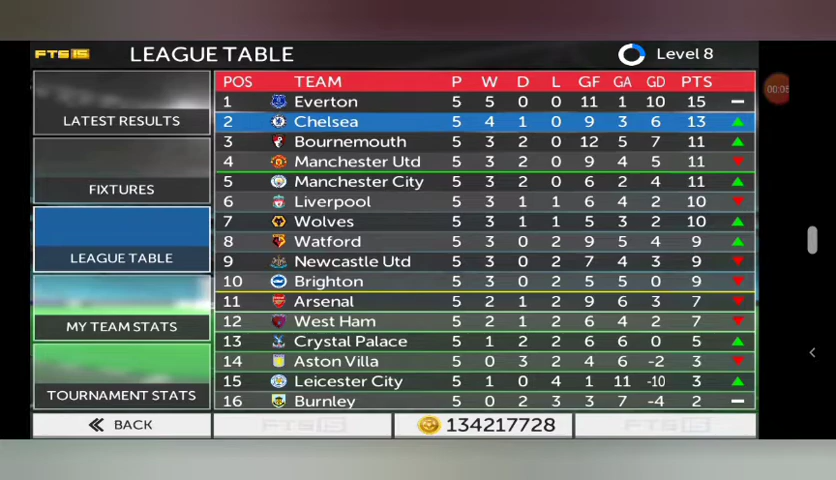 FTS 15 LEAGUE TABLE Level 8
00:05
LATEST RESULTS
FIXTURES
LEAGUE TABLE
MY TEAM STATS
TOURNAMENT STATS
POS TEAM P W D L GF GA GD PTS
1 Everton 5 5 0 0 11 1 10 15
2 Chelsea 5 4 1 0 9 3 6 13
3 Bournemouth 5 3 2 0 12 5 7 11
4 Manchester Utd 5 3 2 0 9 4 5 11
5 Manchester City 5 3 2 0 6 2 4 11
6 Liverpool 5 3 1 1 6 4 2 10
7 Wolves 5 3 1 1 5 3 2 10
8 Watford 5 3 0 2 9 5 4 9
9 Newcastle Utd 5 3 0 2 7 4 3 9
10 Brighton 5 3 0 2 5 5 0 9
11 Arsenal 5 2 1 2 9 6 3 7
12 West Ham 5 2 1 2 6 4 2 7
13 Crystal Palace 5 1 2 2 6 6 0 5
14 Aston Villa 5 0 3 2 4 6 -2 3
15 Leicester City 5 1 0 4 1 11 -10 3
16 Burnley 5 0 2 3 3 7 -4 2
BACK FTS 15 134217728 FTS 15